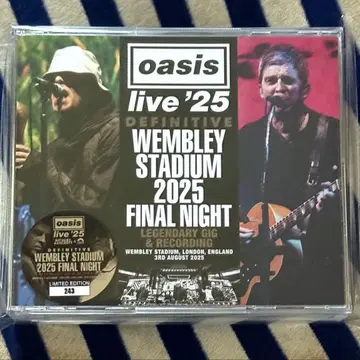 oasis
live '25
DEFINITIVE
WEMBLEY
STADIUM
2025
FINAL NIGHT
LEGENDARY GIG
& RECORDING
WEMBLEY STADIUM, LONDON, ENGLAND
3RD AUGUST 2025
oasis
live '25
DEFINITIVE
WEMBLEY STADIUM
2025 FINAL NIGHT
LIMITED EDITION
243